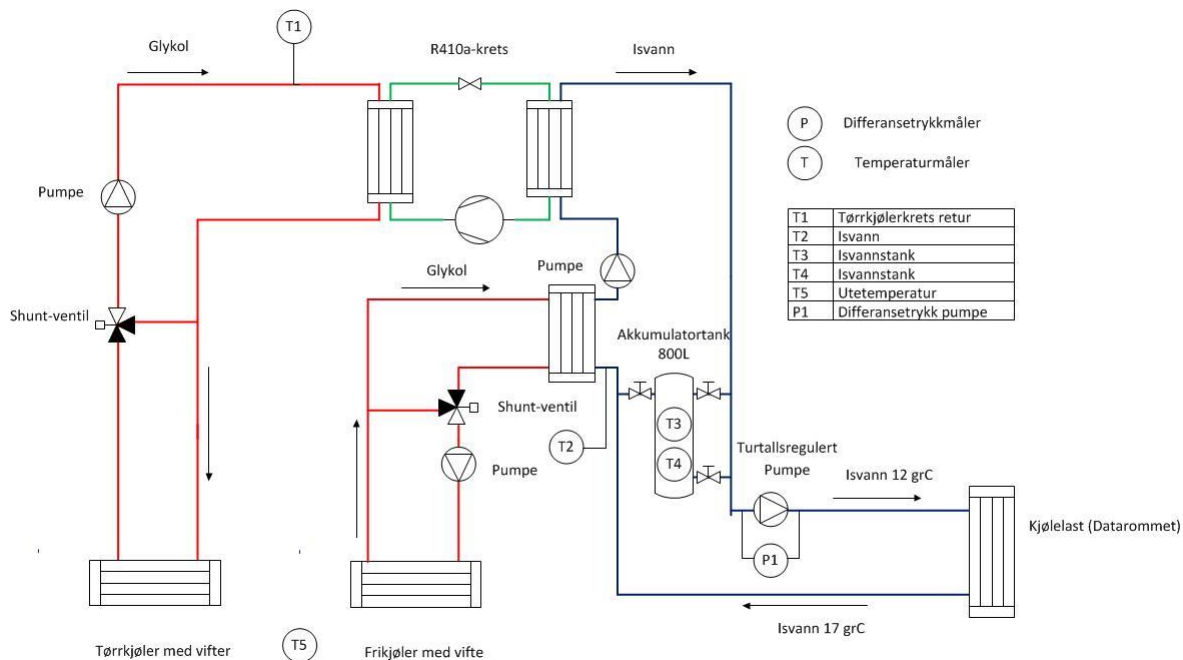 T1
Glykol
R410a-krets
Isvann
P
Differansetrykkmåler
T
Temperaturmåler
Pumpe
T1 Tørrkjølerkrets retur
T2 Isvann
T3 Isvannstank
T4 Isvannstank
T5 Utetemperatur
P1 Differansetrykk pumpe
Glykol
Pumpe
Shunt-ventil
Akkumulatortank
800L
Shunt-ventil
T2
T3
T4
Pumpe
Turtallsregulert
Pumpe
Isvann 12 grC
Kjølelast (Datarommet)
P1
Isvann 17 grC
Tørrkjøler med vifter
T5
Frikjøler med vifte